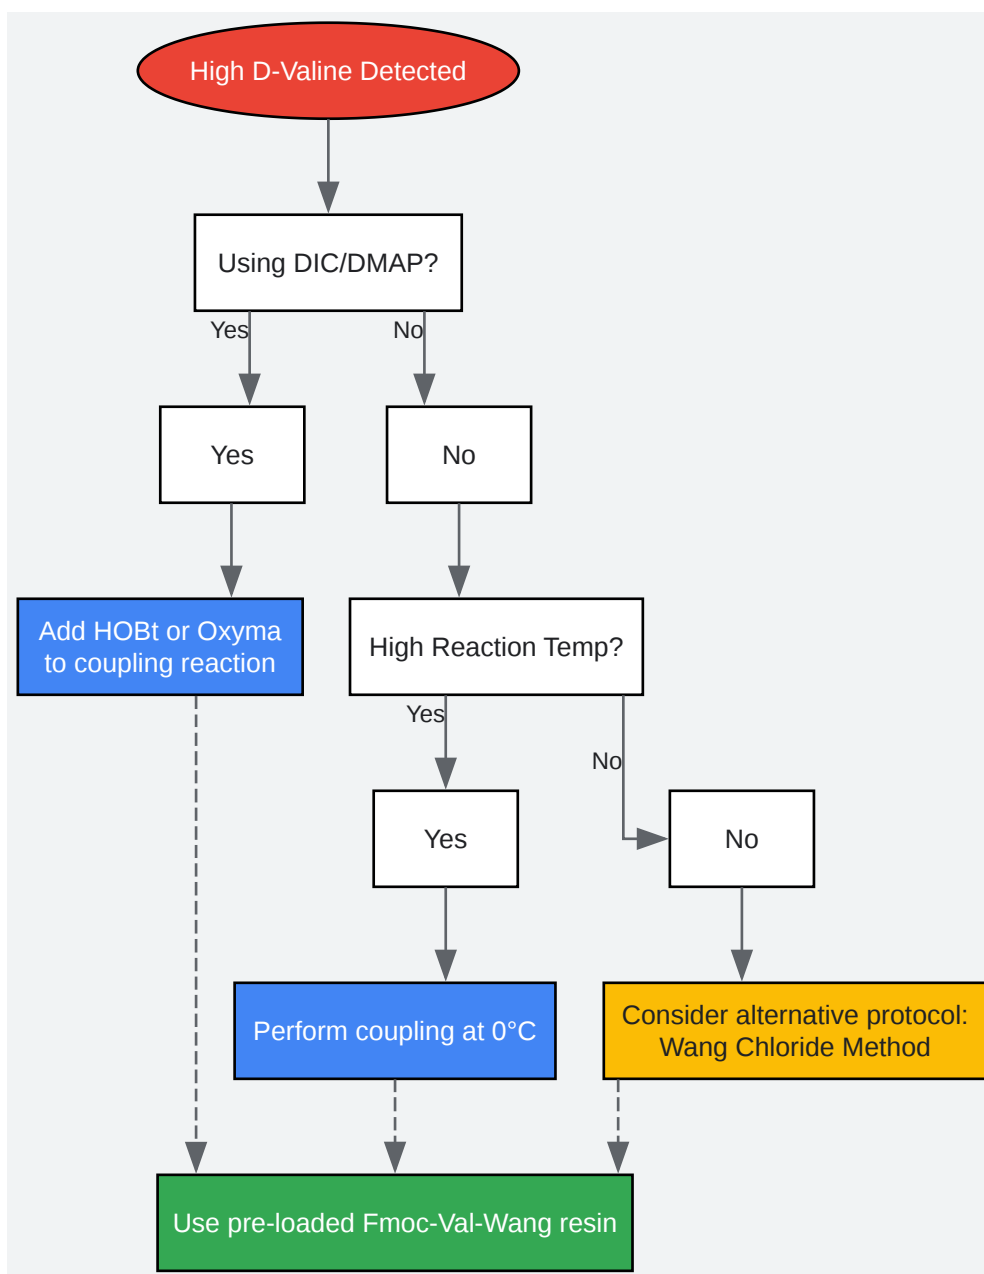 High D-Valine Detected
Using DIC/DMAP?
Yes
No
Yes
No
Add HOBt or Oxyma
to coupling reaction
High Reaction Temp?
Yes
No
Yes
No
Perform coupling at 0°C
Consider alternative protocol:
Wang Chloride Method
Use pre-loaded Fmoc-Val-Wang resin